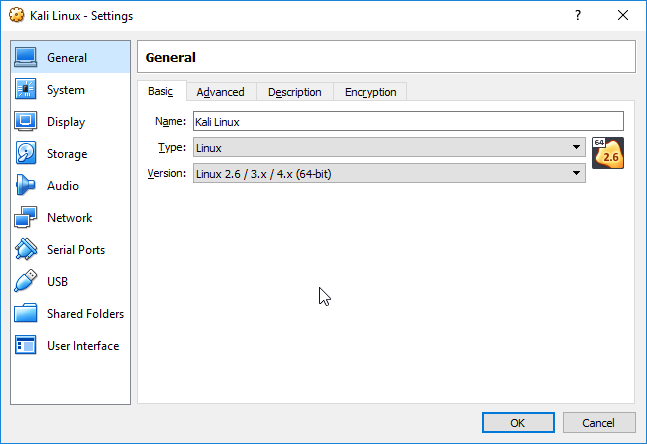 Kali Linux - Settings
General
System
Display
Storage
Audio
Network
Serial Ports
USB
Shared Folders
User Interface
General
Basic Advanced Description Encryption
Name: Kali Linux
Type: Linux
64
2.6
Version: Linux 2.6 / 3.x / 4.x (64-bit)
OK Cancel